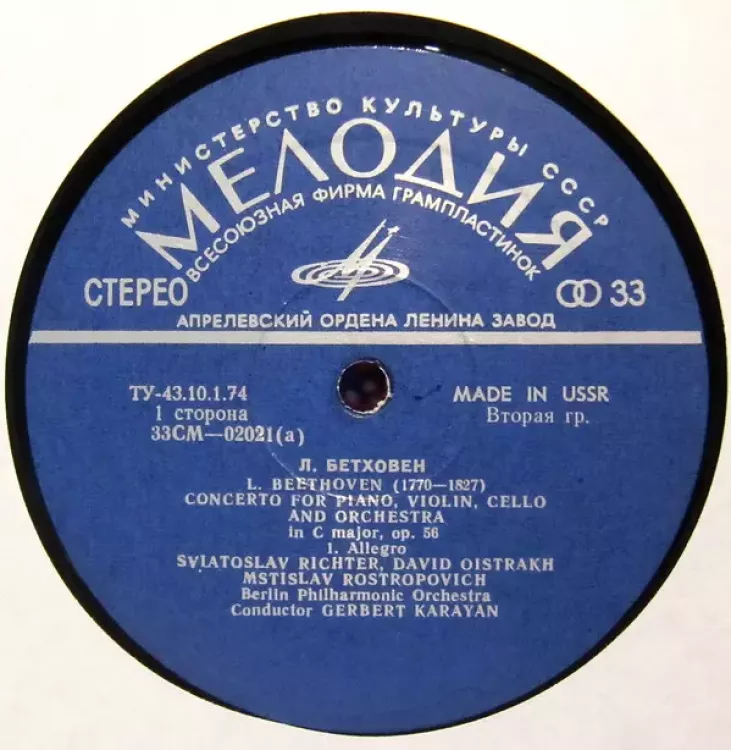 МИНИСТЕРСТВО КУЛЬТУРЫ СССР
МЕЛОДИЯ
ВСЕСОЮЗНАЯ ФИРМА ГРАМПЛАСТИНОК
СТЕРЕО
33
АПРЕЛЕВСКИЙ ОРДЕНА ЛЕНИНА ЗАВОД
ТУ-43.10.1.74
1 сторона
33СМ—02021(а)
MADE IN USSR
Вторая гр.
Л. БЕТХОВЕН
L. BEETHOVEN (1770—1827)
CONCERTO FOR PIANO, VIOLIN, CELLO
AND ORCHESTRA
in C major, op. 56
1. Allegro
SVIATOSLAV RICHTER, DAVID OISTRAKH
MSTISLAV ROSTROPOVICH
Berlin Philharmonic Orchestra
Conductor GERBERT KARAYAN